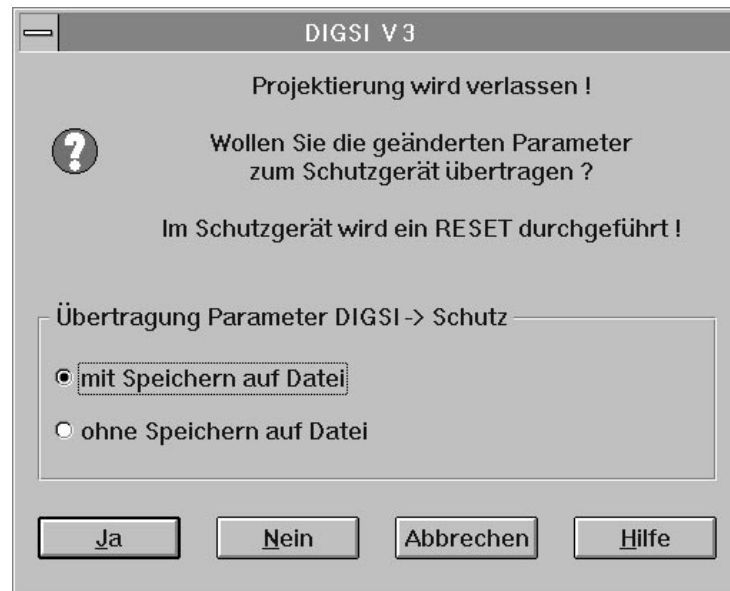 DIGSI V3
Projektierung wird verlassen !
Wollen Sie die geänderten Parameter
zum Schutzgerät übertragen ?
Im Schutzgerät wird ein RESET durchgeführt !
Übertragung Parameter DIGSI -> Schutz
mit Speichern auf Datei
ohne Speichern auf Datei
Ja Nein Abbrechen Hilfe